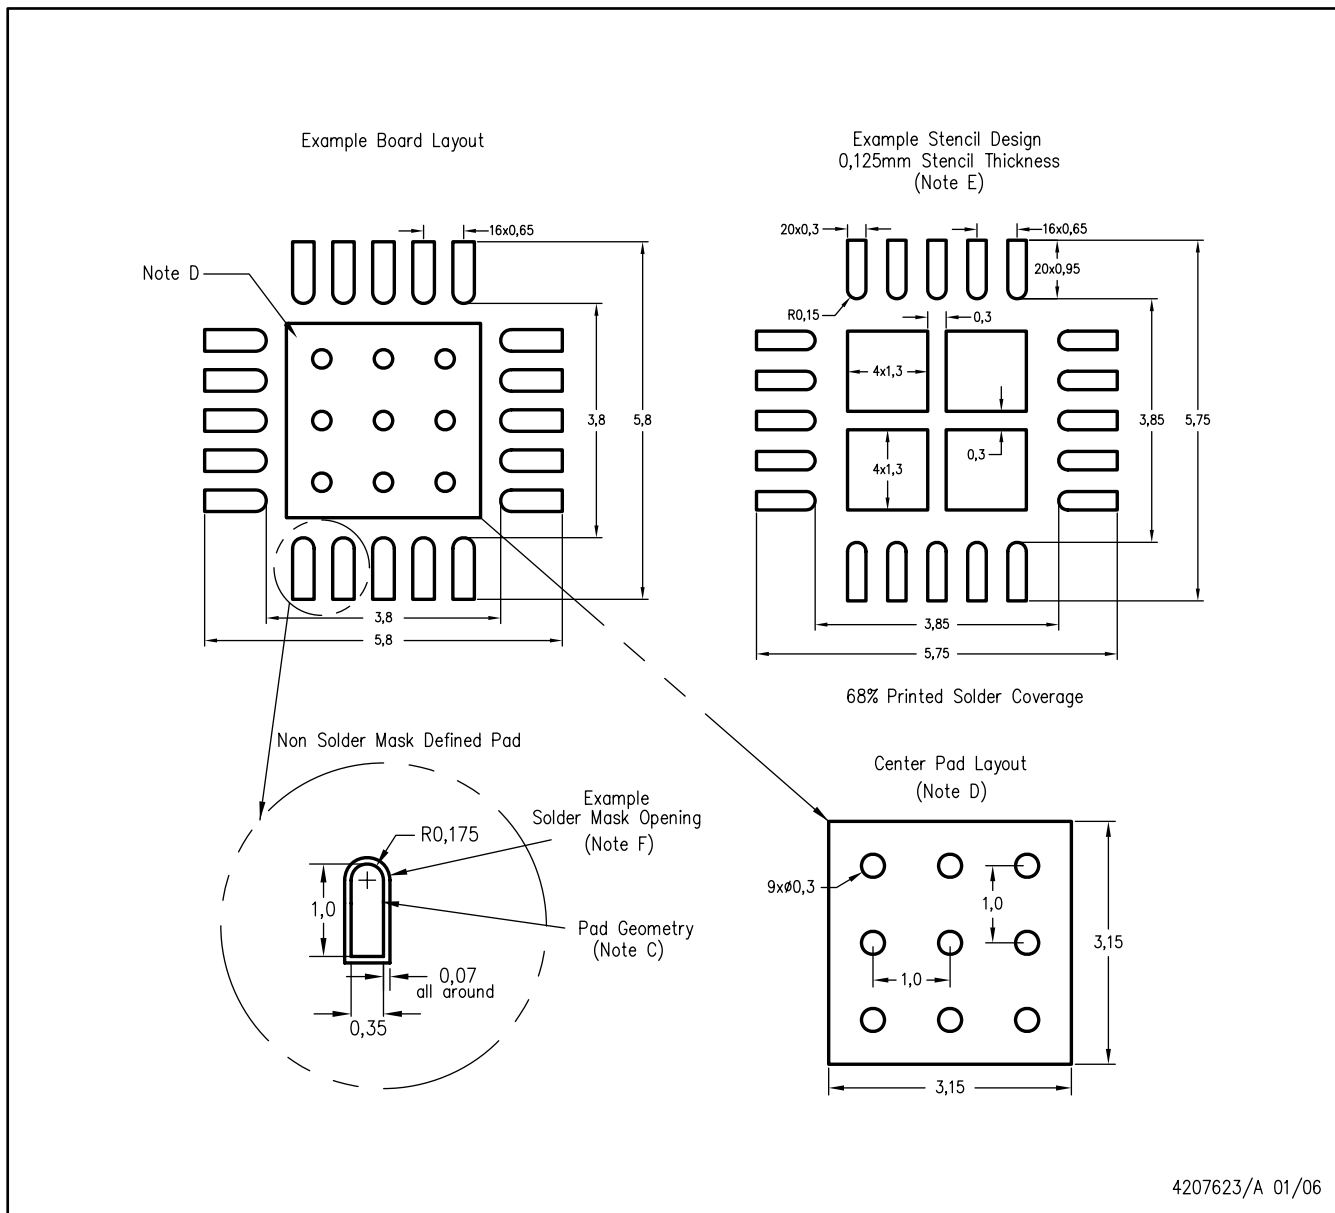 Example Board Layout
16x0,65
Note D
3,8
5,8
3,8
5,8
Example Stencil Design
0,125mm Stencil Thickness
(Note E)
20x0,3
16x0,65
20x0,95
R0,15
0,3
4x1,3
3,85
5,75
4x1,3
0,3
3,85
5,75
68% Printed Solder Coverage
Non Solder Mask Defined Pad
Example
Solder Mask Opening
(Note F)
R0,175
1,0
Pad Geometry
(Note C)
0,07
all around
0,35
Center Pad Layout
(Note D)
9xø0,3
1,0
1,0
3,15
3,15
4207623/A 01/06